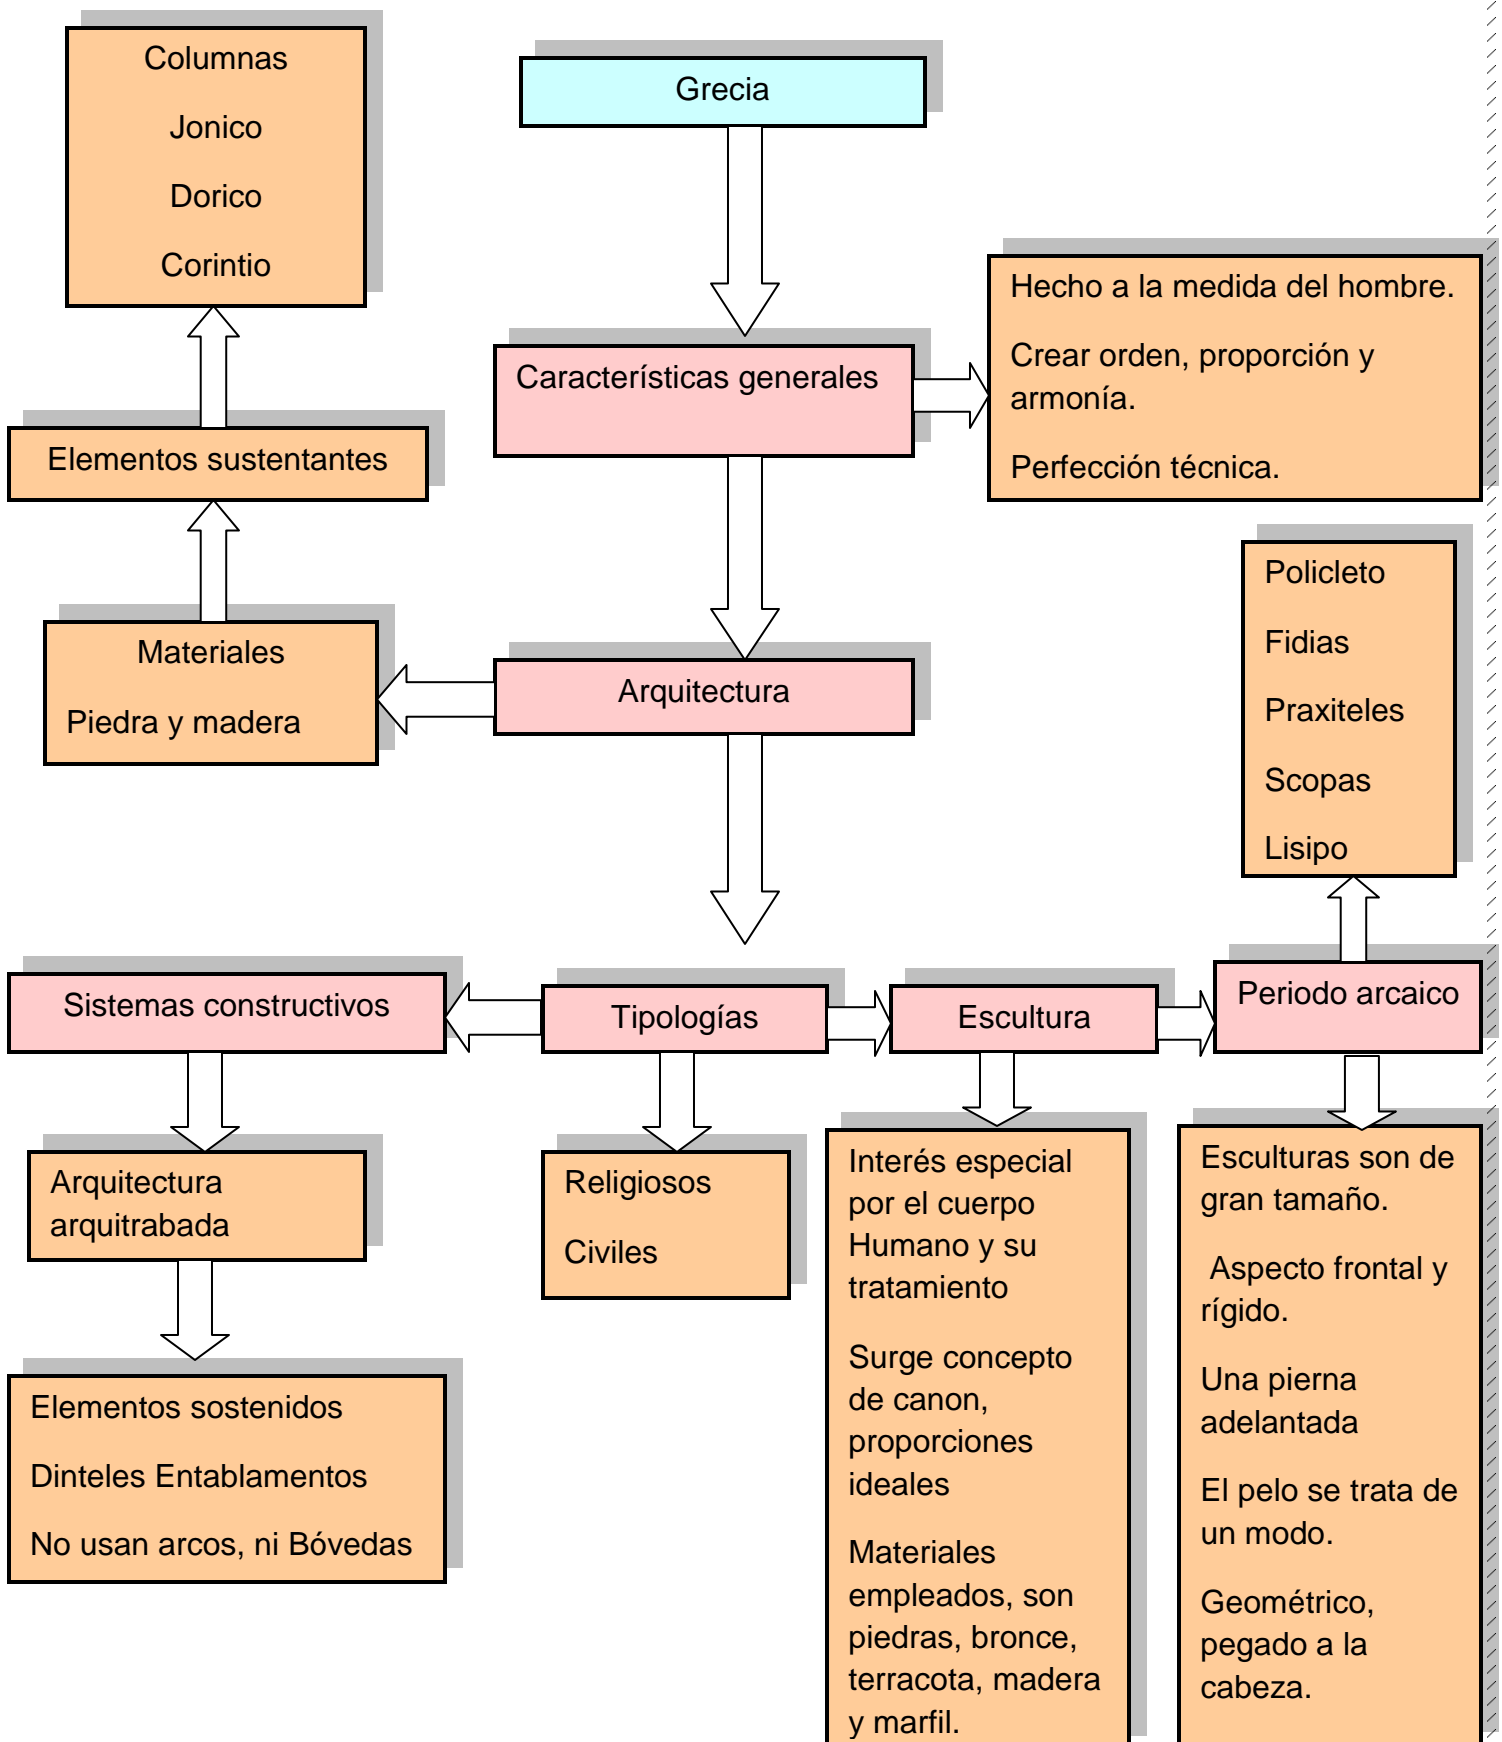 Columnas
Jonico
Dorico
Corintio
Grecia
Características generales
Hecho a la medida del hombre.
Crear orden, proporción y
armonía.
Perfección técnica.
Elementos sustentantes
Materiales
Piedra y madera
Arquitectura
Policleto
Fidias
Praxiteles
Scopas
Lisipo
Sistemas constructivos
Tipologías
Escultura
Periodo arcaico
Arquitectura
arquitrabada
Religiosos
Civiles
Elementos sostenidos
Dinteles Entablamentos
No usan arcos, ni Bóvedas
Interés especial
por el cuerpo
Humano y su
tratamiento
Surge concepto
de canon,
proporciones
ideales
Materiales
empleados, son
piedras, bronce,
terracota, madera
y marfil.
Esculturas son de
gran tamaño.
Aspecto frontal y
rígido.
Una pierna
adelantada
El pelo se trata de
un modo.
Geométrico,
pegado a la
cabeza.